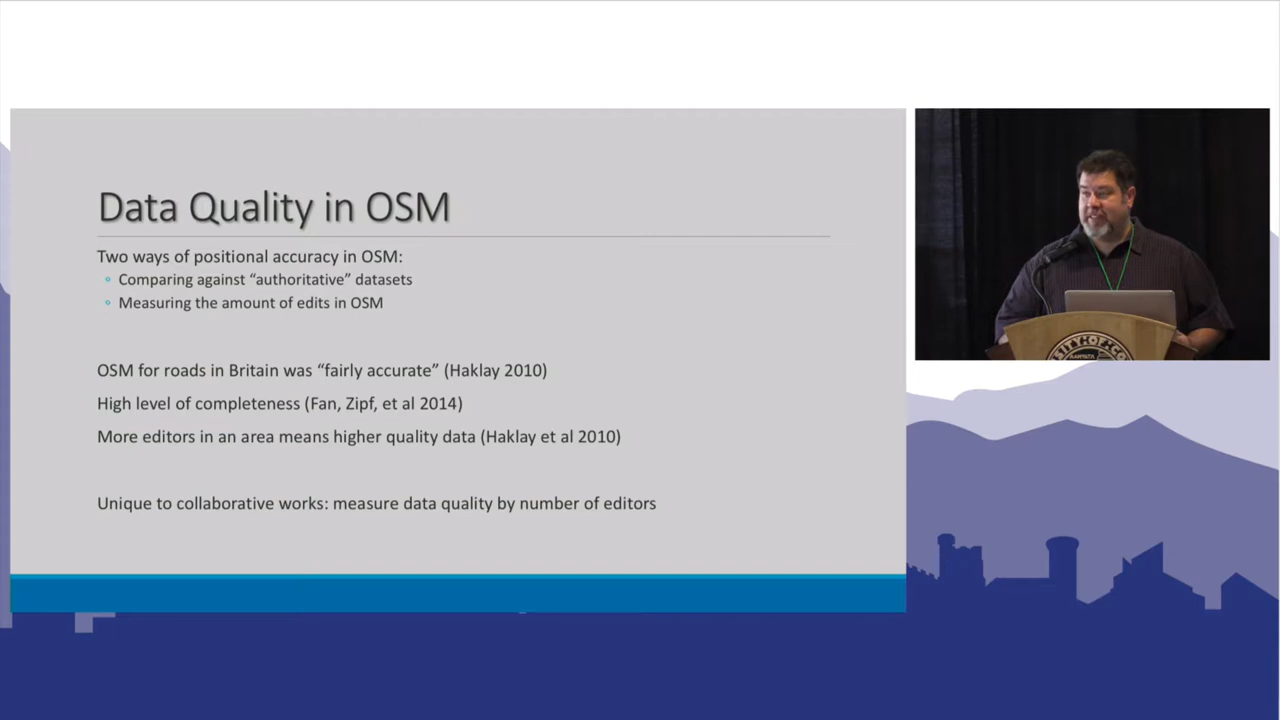 Data Quality in OSM
Two ways of positional accuracy in OSM:
Comparing against “authoritative” datasets
Measuring the amount of edits in OSM
OSM for roads in Britain was “fairly accurate” (Haklay 2010)
High level of completeness (Fan, Zipf, et al 2014)
More editors in an area means higher quality data (Haklay et al 2010)
Unique to collaborative works: measure data quality by number of editors